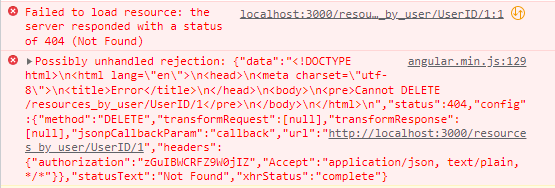 Failed to load resource: the localhost:3000/resou…_by_user/UserID/1:1
server responded with a
status of 404 (Not Found)
Possibly unhandled rejection: {"data":"<!DOCTYPE angular.min.js:129
html>\n<html lang=\"en\">\n<head>\n<meta charset=\"utf-
8\">\n<title>Error</title>\n</head>\n<body>\n<pre>Cannot DELETE
/resources_by_user/UserID/1</pre>\n</body>\n</html>\n","status":404,"config"
:{"method":"DELETE","transformRequest":[null],"transformResponse":
[null],"jsonpCallbackParam":"callback","url":"http://localhost:3000/resource
s_by_user/UserID/1","headers":
{"authorization":"zGuIBWCRFZ9W0jIZ","Accept":"application/json, text/plain,
*/*"}},"statusText":"Not Found","xhrStatus":"complete"}